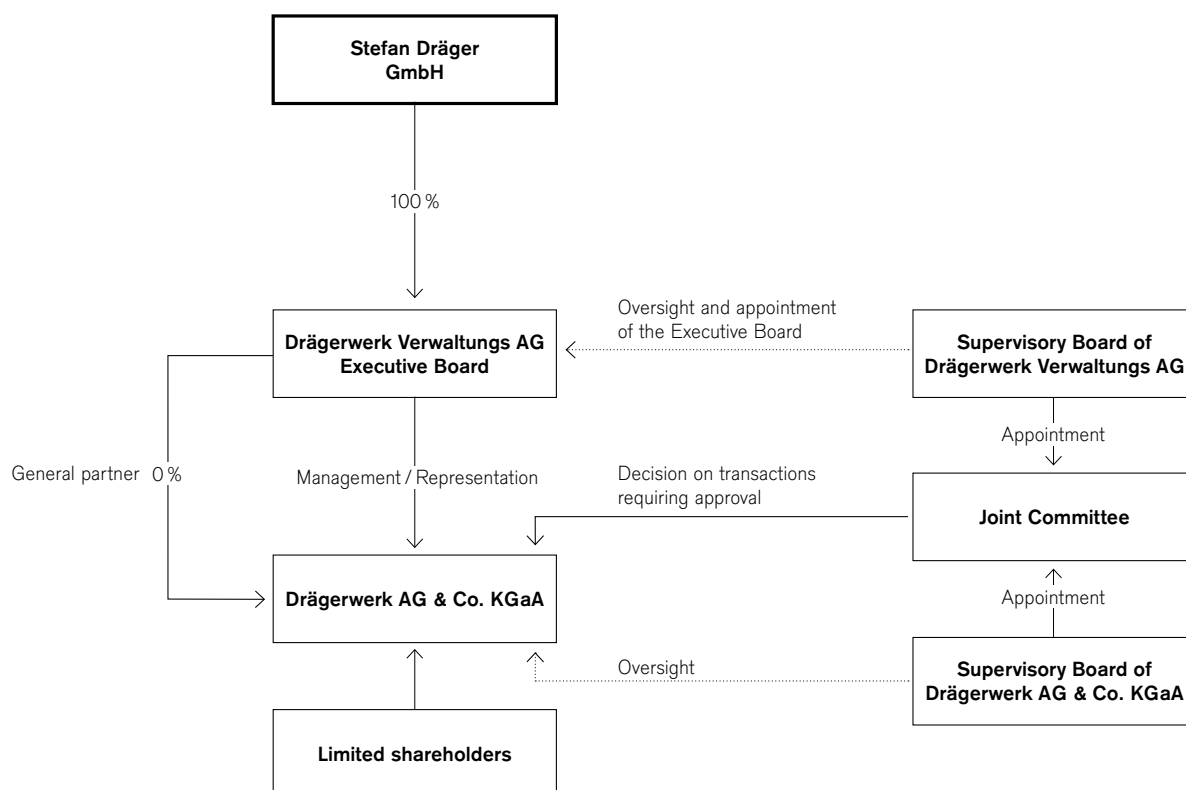 Stefan Dräger
GmbH
100 %
Oversight and appointment
of the Executive Board
Drägerwerk Verwaltungs AG
Executive Board
Supervisory Board of
Drägerwerk Verwaltungs AG
Appointment
General partner 0 %
Management / Representation
Decision on transactions
requiring approval
Joint Committee
Drägerwerk AG & Co. KGaA
Appointment
Oversight
Supervisory Board of
Drägerwerk AG & Co. KGaA
Limited shareholders